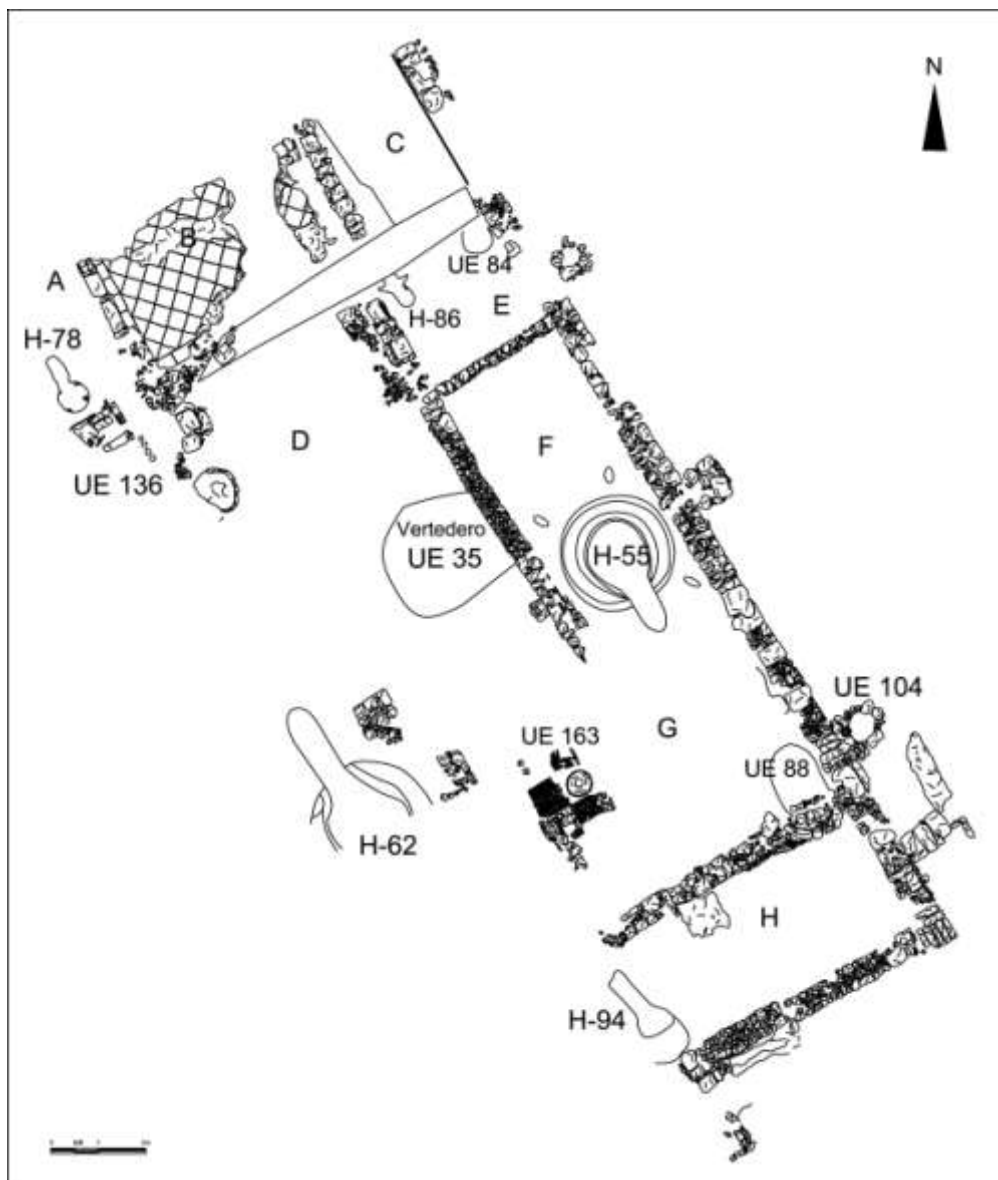 N
C
B
A
UE 84
E
H-86
H-78
D
F
UE 136
Vertedero
UE 35
H-55
UE 104
G
UE 163
UE 88
H-62
H
H-94